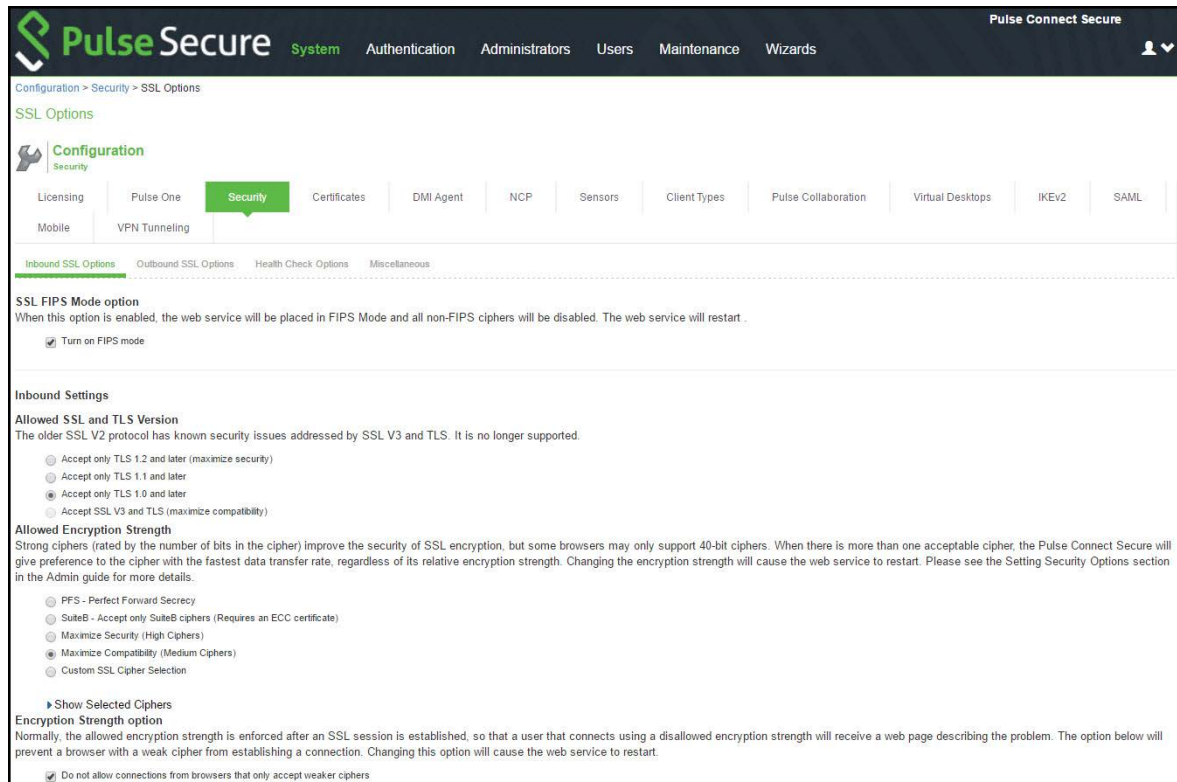 Pulse Connect Secure
Pulse Secure System Authentication Administrators Users Maintenance Wizards
Configuration > Security > SSL Options
SSL Options
Configuration
Security
Licensing Pulse One Security Certificates DMI Agent NCP Sensors Client Types Pulse Collaboration Virtual Desktops IKEv2 SAML
Mobile VPN Tunneling
Inbound SSL Options Outbound SSL Options Health Check Options Miscellaneous
SSL FIPS Mode option
When this option is enabled, the web service will be placed in FIPS Mode and all non-FIPS ciphers will be disabled. The web service will restart .
Turn on FIPS mode
Inbound Settings
Allowed SSL and TLS Version
The older SSL V2 protocol has known security issues addressed by SSL V3 and TLS. It is no longer supported.
Accept only TLS 1.2 and later (maximize security)
Accept only TLS 1.1 and later
Accept only TLS 1.0 and later
Accept SSL V3 and TLS (maximize compatibility)
Allowed Encryption Strength
Strong ciphers (rated by the number of bits in the cipher) improve the security of SSL encryption, but some browsers may only support 40-bit ciphers. When there is more than one acceptable cipher, the Pulse Connect Secure will
give preference to the cipher with the fastest data transfer rate, regardless of its relative encryption strength. Changing the encryption strength will cause the web service to restart. Please see the Setting Security Options section
in the Admin guide for more details.
PFS - Perfect Forward Secrecy
SuiteB - Accept only SuiteB ciphers (Requires an ECC certificate)
Maximize Security (High Ciphers)
Maximize Compatibility (Medium Ciphers)
Custom SSL Cipher Selection
Show Selected Ciphers
Encryption Strength option
Normally, the allowed encryption strength is enforced after an SSL session is established, so that a user that connects using a disallowed encryption strength will receive a web page describing the problem. The option below will
prevent a browser with a weak cipher from establishing a connection. Changing this option will cause the web service to restart.
Do not allow connections from browsers that only accept weaker ciphers